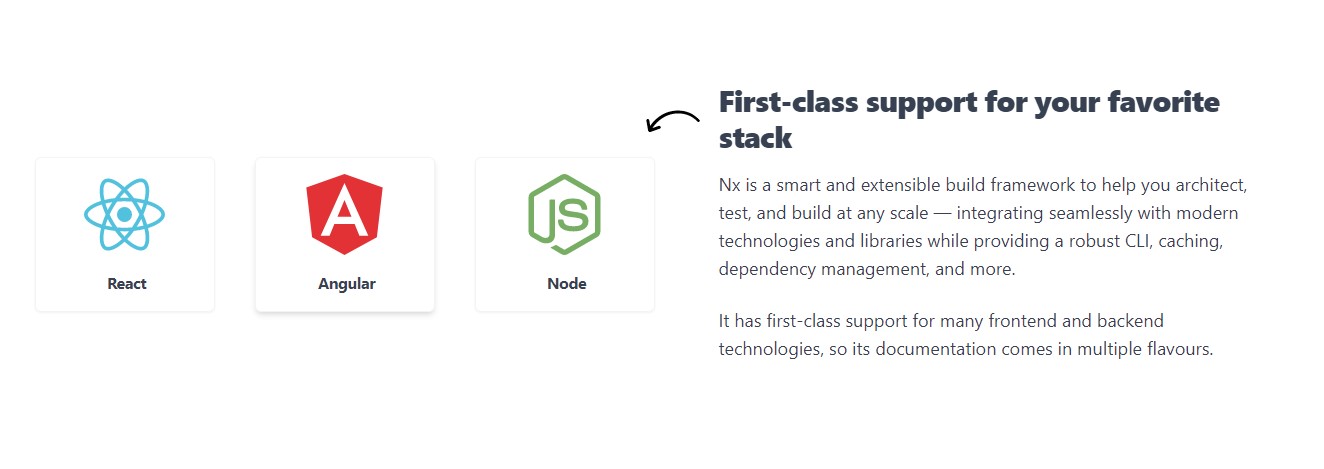 First-class support for your favorite
stack
Nx is a smart and extensible build framework to help you architect,
test, and build at any scale — integrating seamlessly with modern
technologies and libraries while providing a robust CLI, caching,
dependency management, and more.
It has first-class support for many frontend and backend
technologies, so its documentation comes in multiple flavours.
A
JS
React
Angular
Node